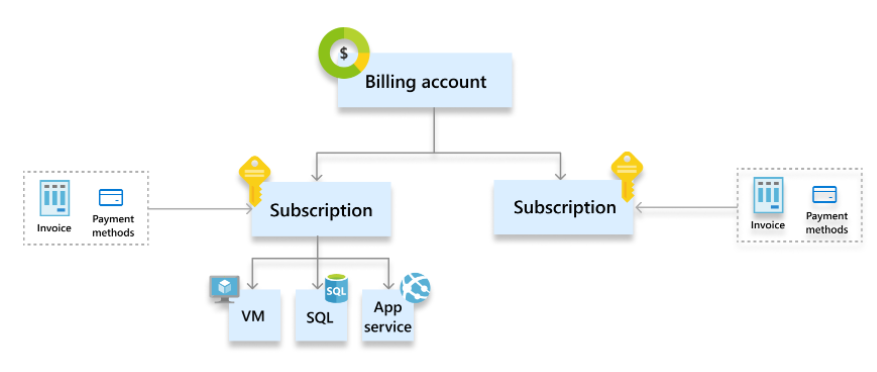 $
Billing account
Invoice
Payment
methods
Subscription
Subscription
Invoice
Payment
methods
VM
SQL
SQL
App
service